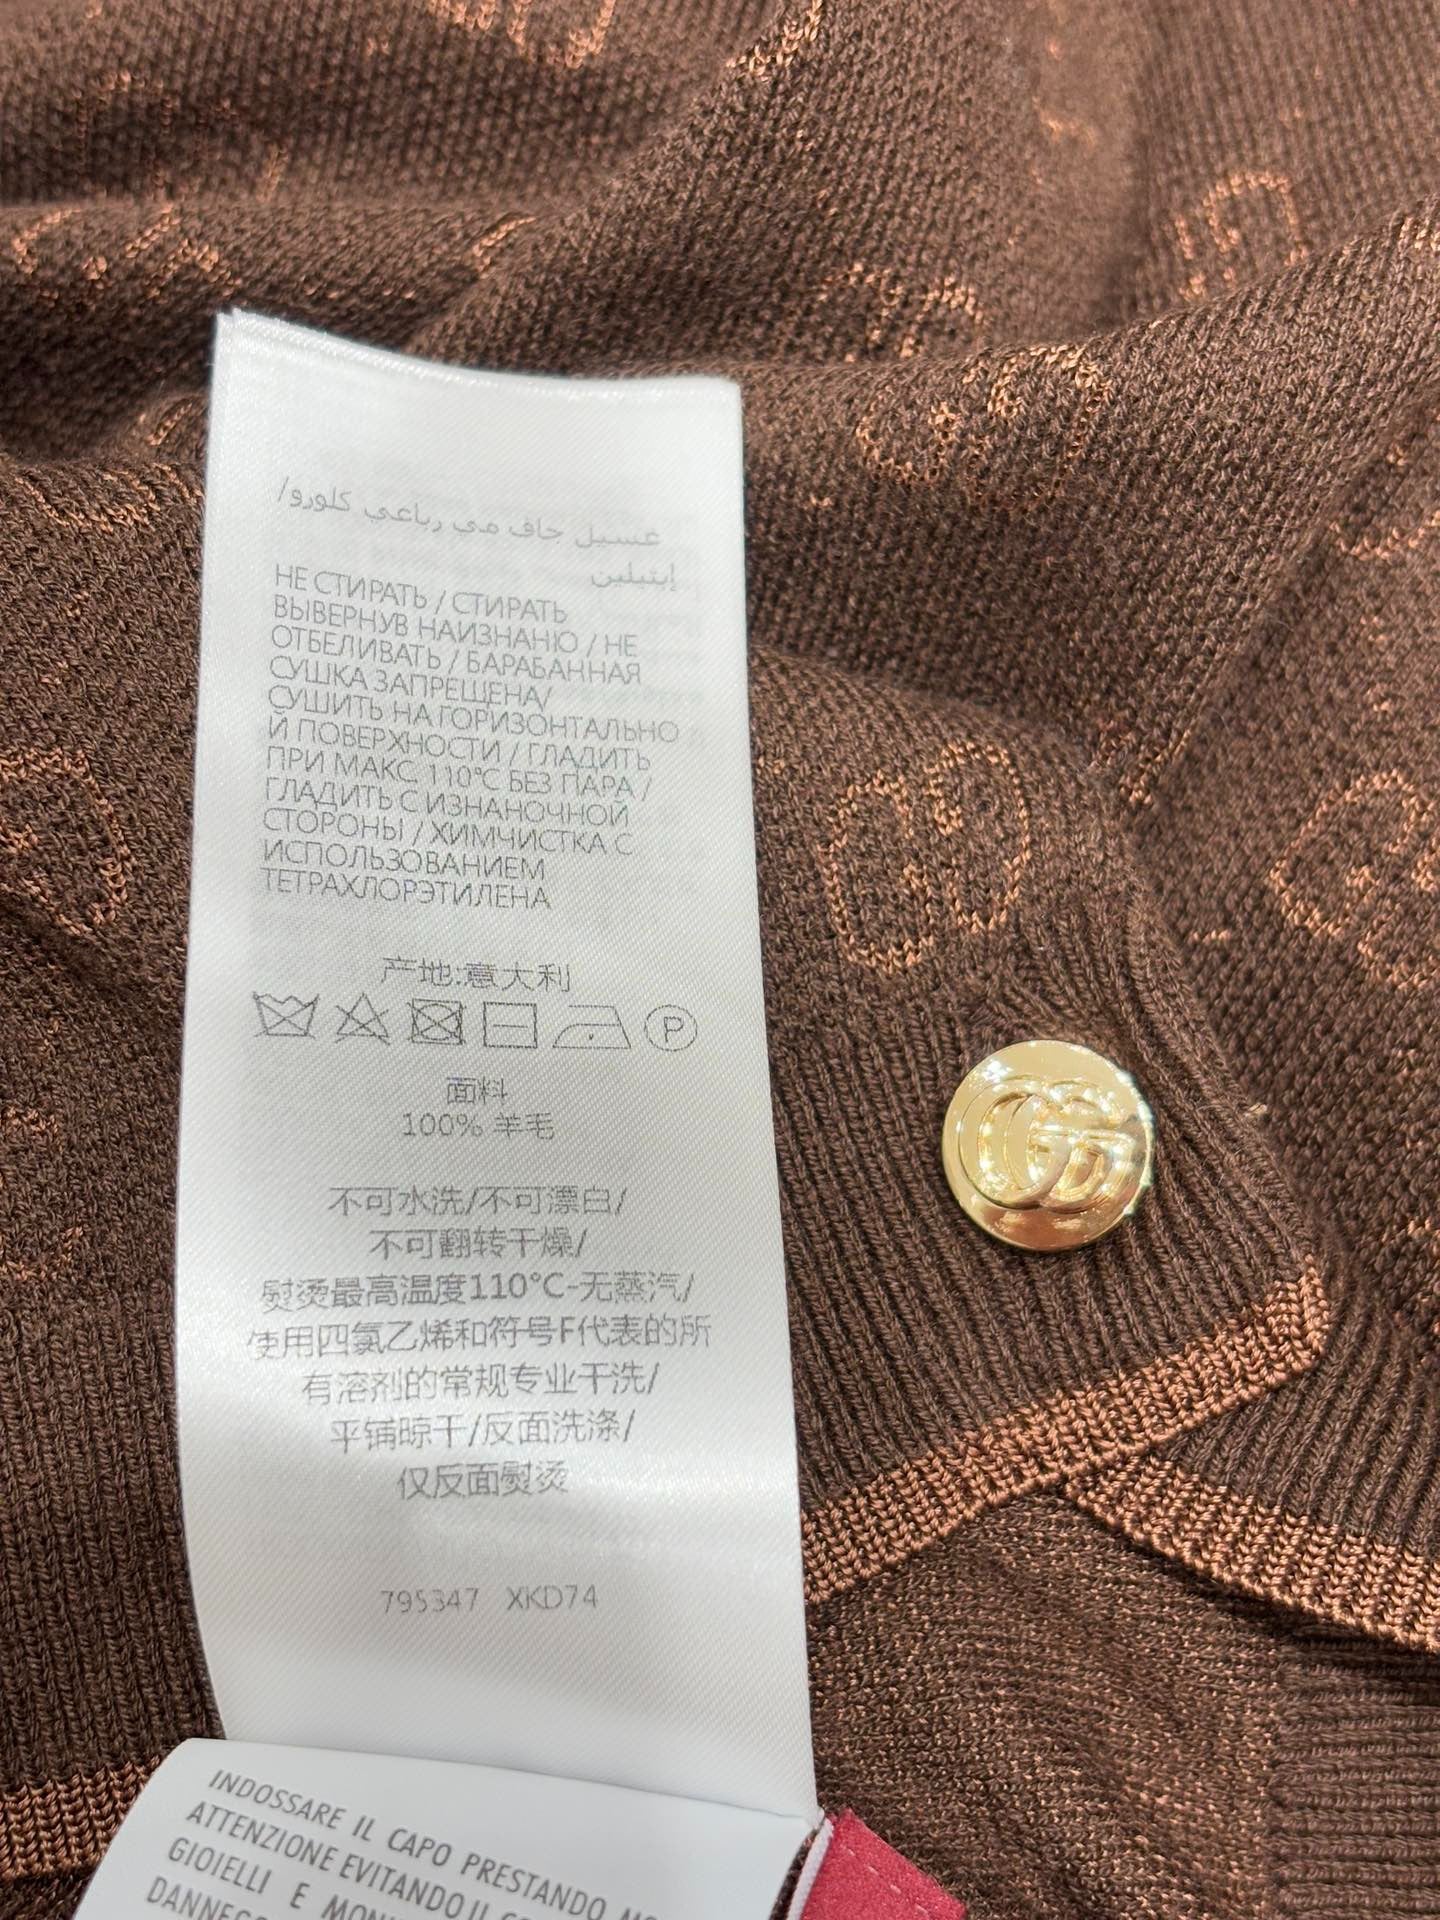 غسيل جاف مي رباعي كلورو/
إيتيلين
НЕ СТИРАТЬ / СТИРАТЬ
ВЫВЕРНУВ НАИЗНАНЮ / НЕ
ОТБЕЛИВАТЬ / БАРАБАННАЯ
СУШКА ЗАПРЕЩЕНА/
СУШИТЬ НА ГОРИЗОНТАЛЬНО
Й ПОВЕРХНОСТИ / ГЛАДИТЬ
ПРИ МАКС. 110°C БЕЗ ПАРА /
ГЛАДИТЬ С ИЗНАНОЧНОЙ
СТОРОНЫ / ХИМЧИСТКА С
ИСПОЛЬЗОВАНИЕМ
ТЕТРАХЛОРЭТИЛЕНА
产地:意大利
P
面料
100% 羊毛
不可水洗/不可漂白/
不可翻转干燥/
熨烫最高温度110°C-无蒸汽/
使用四氯乙烯和符号F代表的所
有溶剂的常规专业干洗/
平铺晾干/反面洗涤/
仅反面熨烫
795347 XKD74
INDOSSARE IL CAPO PRESTANDO
ATTENZIONE EVITANDO IL
GIOIELLI E